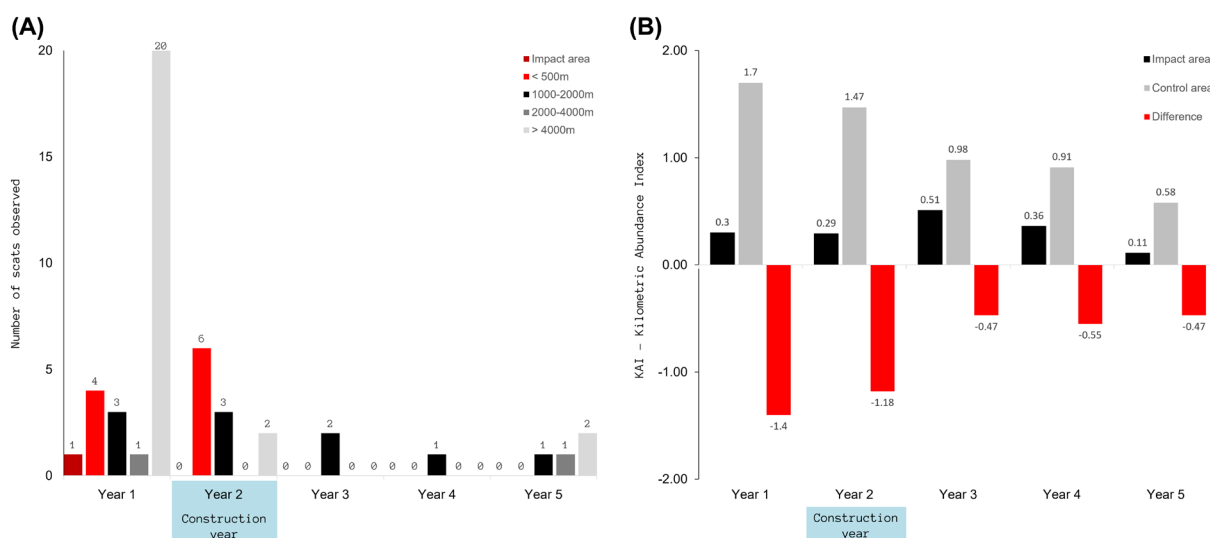 (A)
20
15
10
5
0
Number of scats observed
Impact area
< 500m
1000-2000m
2000-4000m
> 4000m
1
4
3
1
20
0
6
3
0
2
0
0
2
0
0
0
0
1
0
0
0
0
1
1
2
Year 1
Year 2
Year 3
Year 4
Year 5
Construction
year
(B)
2.00
1.00
0.00
-1.00
-2.00
KAI – Kilometric Abundance Index
Impact area
Control area
Difference
0.3
1.7
-1.4
0.29
1.47
-1.18
0.51
0.98
-0.47
0.36
0.91
-0.55
0.11
0.58
-0.47
Year 1
Year 2
Year 3
Year 4
Year 5
Construction
year